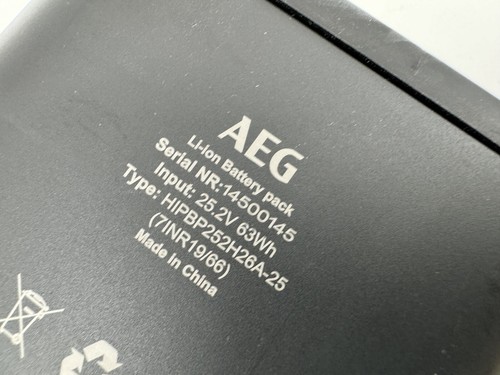 AEG
Li-ion Battery pack
Serial NR:14500145
Input: 25.2V 63Wh
Type: HIPBP252H26A-25
(7INR19/66)
Made in China